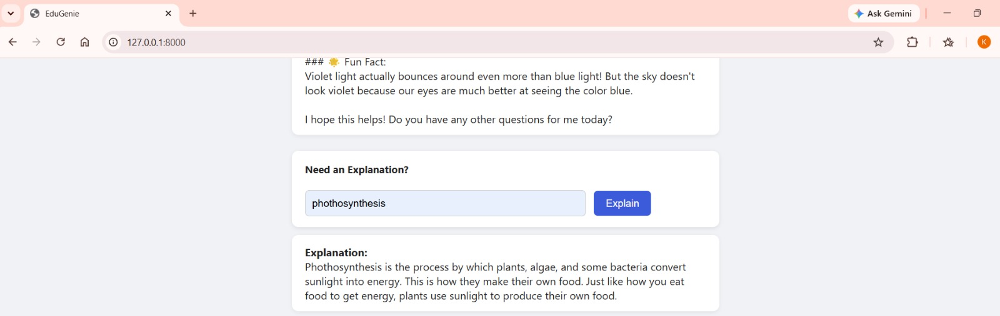 EduGenie
Ask Gemini
127.0.0.1:8000
K
### 🌟 Fun Fact:
Violet light actually bounces around even more than blue light! But the sky doesn't
look violet because our eyes are much better at seeing the color blue.
I hope this helps! Do you have any other questions for me today?
Need an Explanation?
phothosynthesis
Explain
Explanation:
Phothosynthesis is the process by which plants, algae, and some bacteria convert
sunlight into energy. This is how they make their own food. Just like how you eat
food to get energy, plants use sunlight to produce their own food.